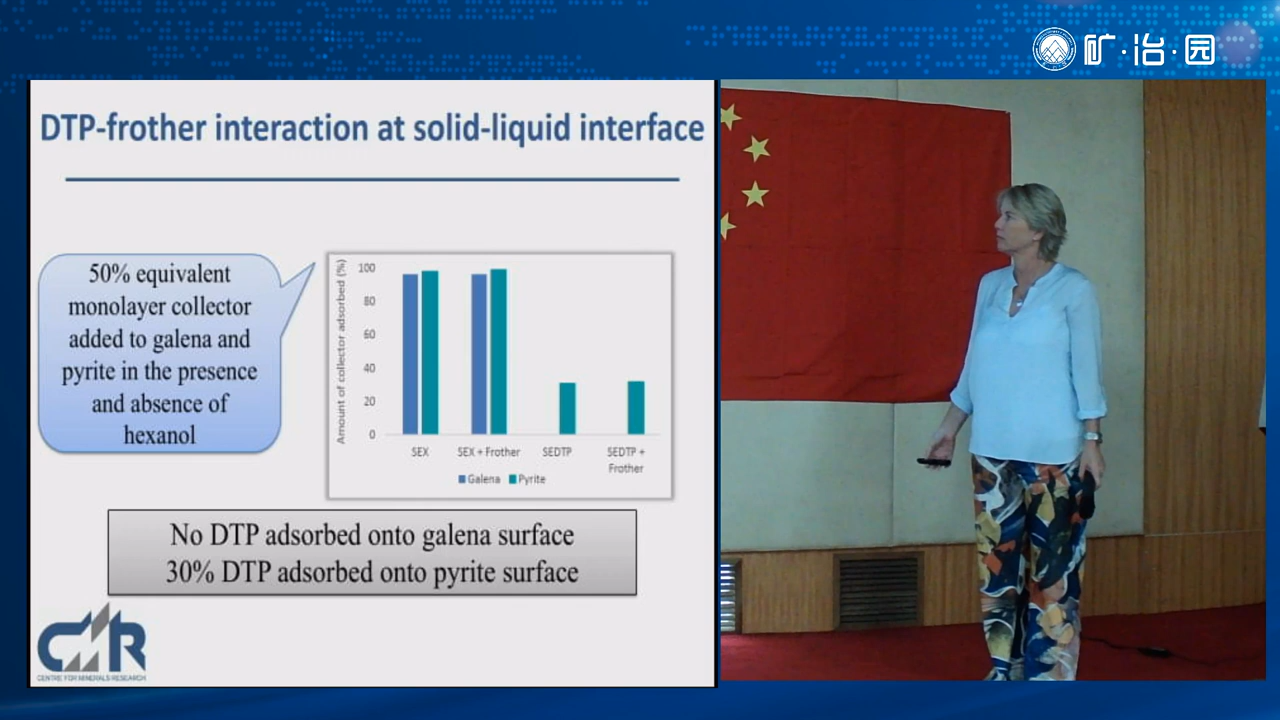 矿·冶·园
DTP-frother interaction at solid-liquid interface
50% equivalent
monolayer collector
added to galena and
pyrite in the presence
and absence of
hexanol
Amount of collector adsorbed (%)
100
80
60
40
20
0
SEX
SEX + Frother
SEDTP
SEDTP +
Frother
Galena
Pyrite
No DTP adsorbed onto galena surface
30% DTP adsorbed onto pyrite surface
CMR
CENTRE FOR MINERALS RESEARCH